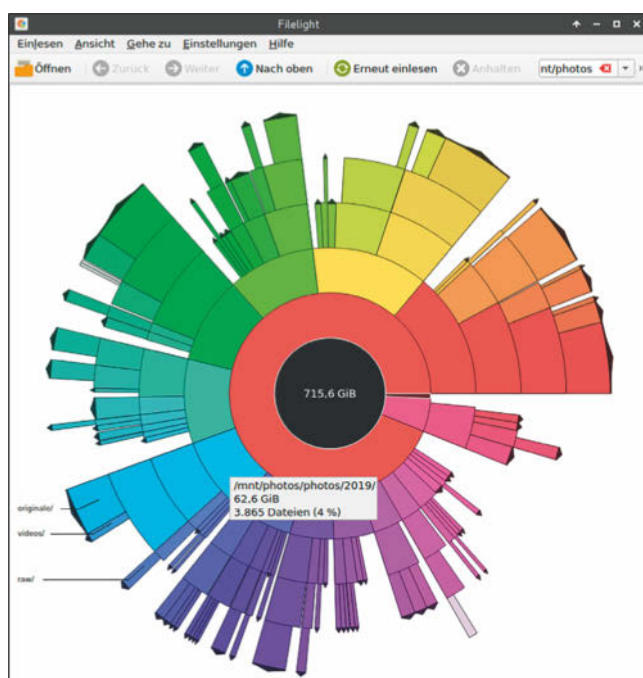 Filelight
Einlesen Ansicht Gehe zu Einstellungen Hilfe
Öffnen Zurück Weiter Nach oben Erneut einlesen Anhalten nt/photos
715,6 GiB
/mnt/photos/photos/2019/
62,6 GiB
3.865 Dateien (4 %)
originale/
videos/
raw/